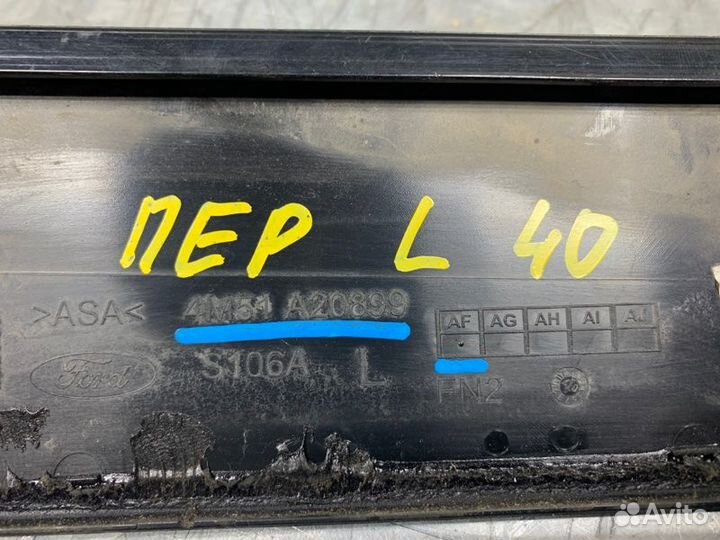 ПЕР L 40
>ASA< 4M51 A20899
AF AG AH AI AJ
Ford S106A L FN2
Avito